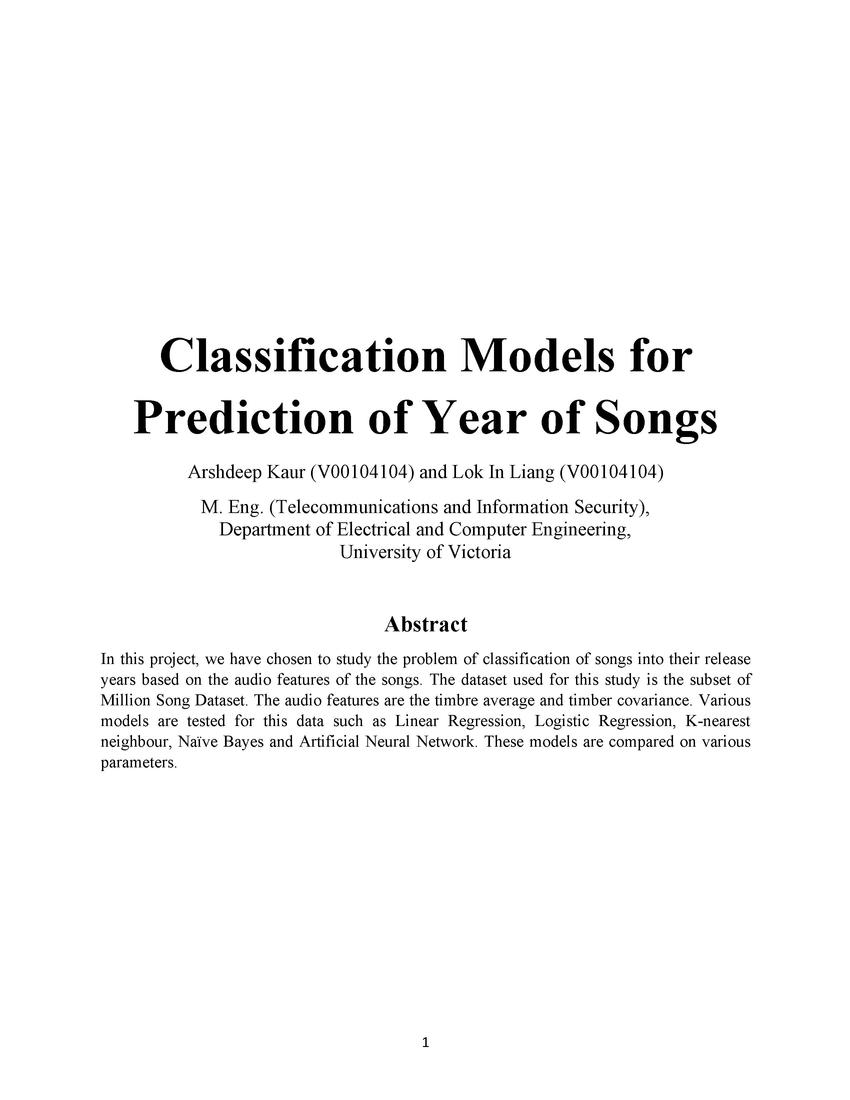 Classification Models for
Prediction of Year of Songs
Arshdeep Kaur (V00104104) and Lok In Liang (V00104104)
M. Eng. (Telecommunications and Information Security),
Department of Electrical and Computer Engineering,
University of Victoria
Abstract
In this project, we have chosen to study the problem of classification of songs into their release
years based on the audio features of the songs. The dataset used for this study is the subset of
Million Song Dataset. The audio features are the timbre average and timber covariance. Various
models are tested for this data such as Linear Regression, Logistic Regression, K-nearest
neighbour, Naïve Bayes and Artificial Neural Network. These models are compared on various
parameters.
1